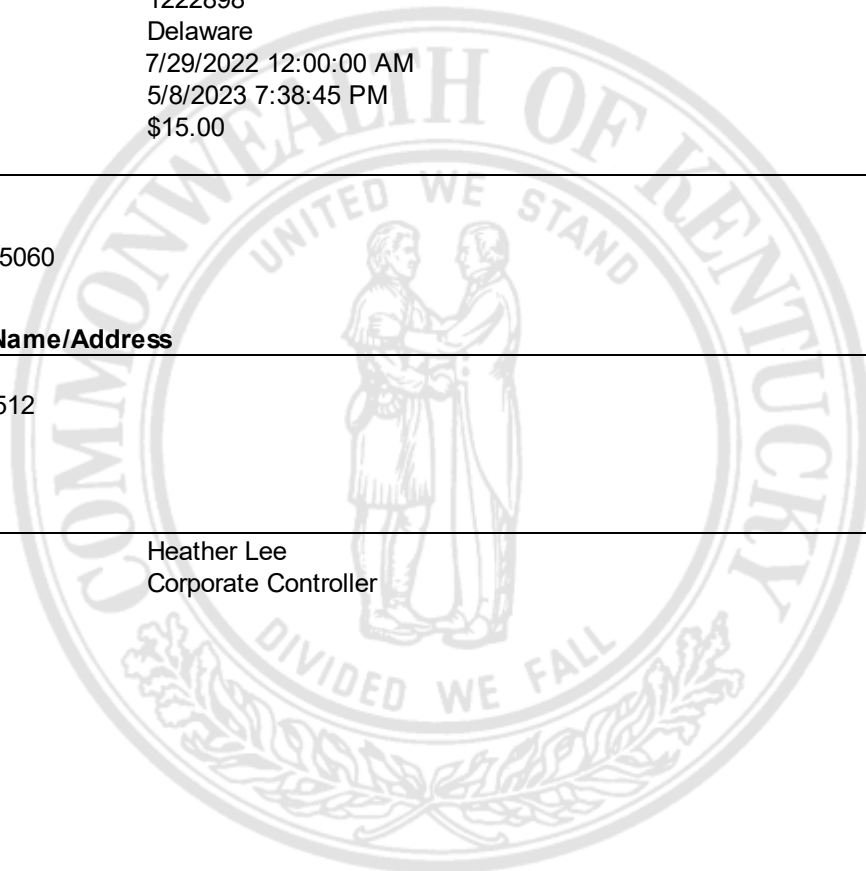 1222898
Delaware
7/29/2022 12:00:00 AM
5/8/2023 7:38:45 PM
$15.00
5060
Name/Address
512
Heather Lee
Corporate Controller
COMMONWEALTH OF KENTUCKY
UNITED WE STAND
DIVIDED WE FALL